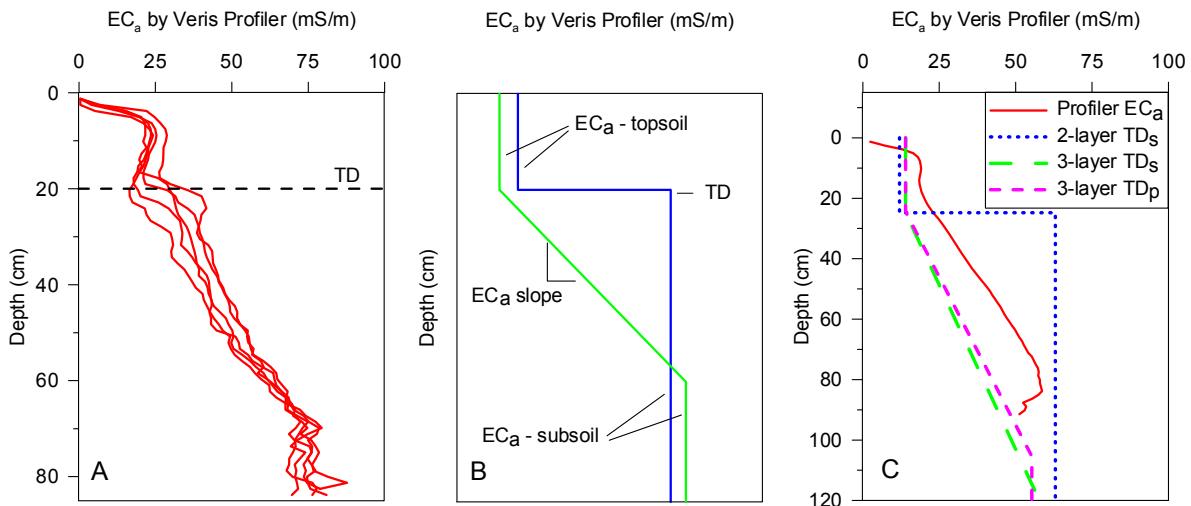 ECa by Veris Profiler (mS/m)
0 25 50 75 100
0
20
40
60
80
Depth (cm)
TD
A
ECa by Veris Profiler (mS/m)
Depth (cm)
ECa - topsoil
TD
ECa slope
ECa - subsoil
B
ECa by Veris Profiler (mS/m)
0 25 50 75 100
0
20
40
60
80
100
120
Depth (cm)
Profiler ECa
2-layer TDs
3-layer TDs
3-layer TDp
C